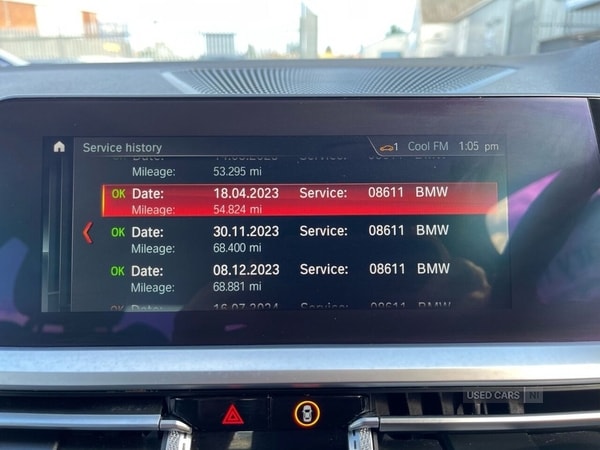 Service history
1 Cool FM 1:05 pm
Mileage: 53.295 mi
OK Date: 18.04.2023 Service: 08611 BMW
Mileage: 54.824 mi
OK Date: 30.11.2023 Service: 08611 BMW
Mileage: 68.400 mi
OK Date: 08.12.2023 Service: 08611 BMW
Mileage: 68.881 mi
USED CARS NI